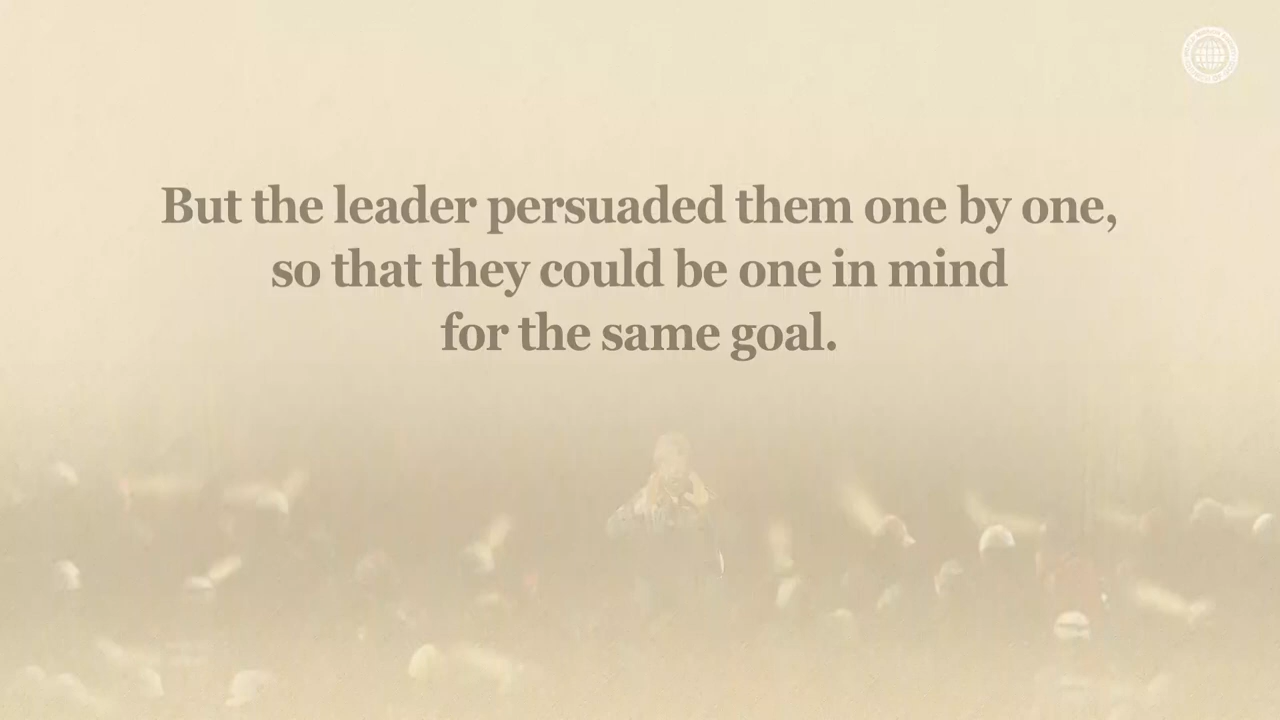 But the leader persuaded them one by one,
so that they could be one in mind
for the same goal.